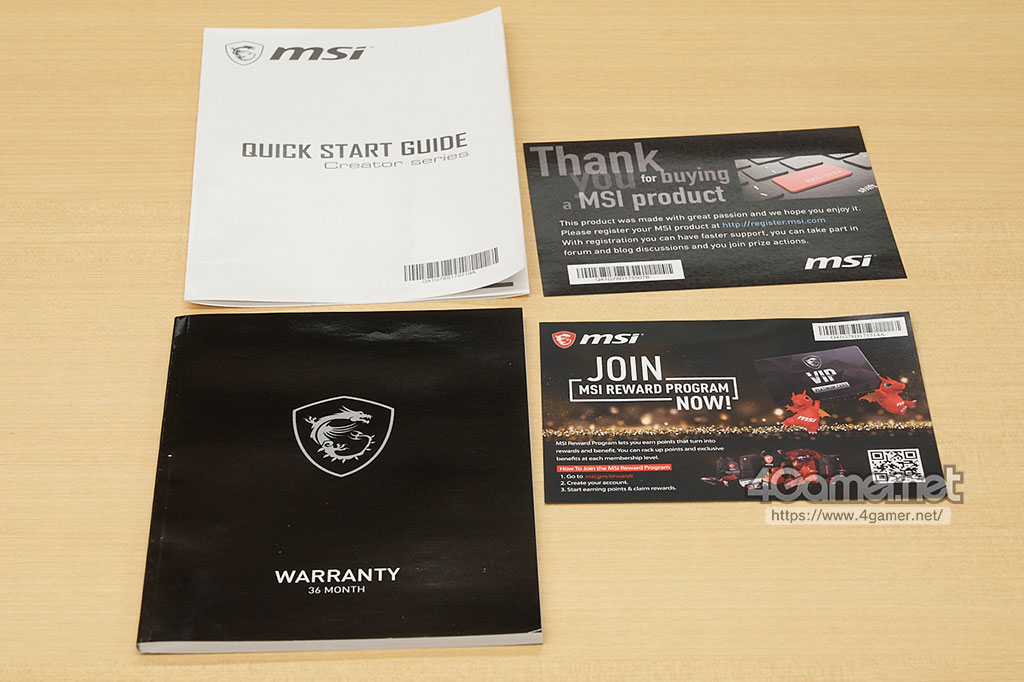 msi
QUICK START GUIDE
Creator series
Thank
you for buying
a MSI product
shift
This product was made with great passion and we hope you enjoy it.
Please register your MSI product at http://register.msi.com
With registration you can have faster support, you can take part in
forum and blog discussions and you join prize actions.
msi
WARRANTY
36 MONTH
msi
JOIN
MSI REWARD PROGRAM
NOW!
VIP
msi
MSI Reward Program lets you earn points that turn into
rewards and benefit. You can rack up points and exclusive
benefits at each membership level.
How To Join the MSI Reward Program
1. Go to
2. Create your account.
3. Start earning points & claim rewards.
4Gamer.net
https://www.4gamer.net/